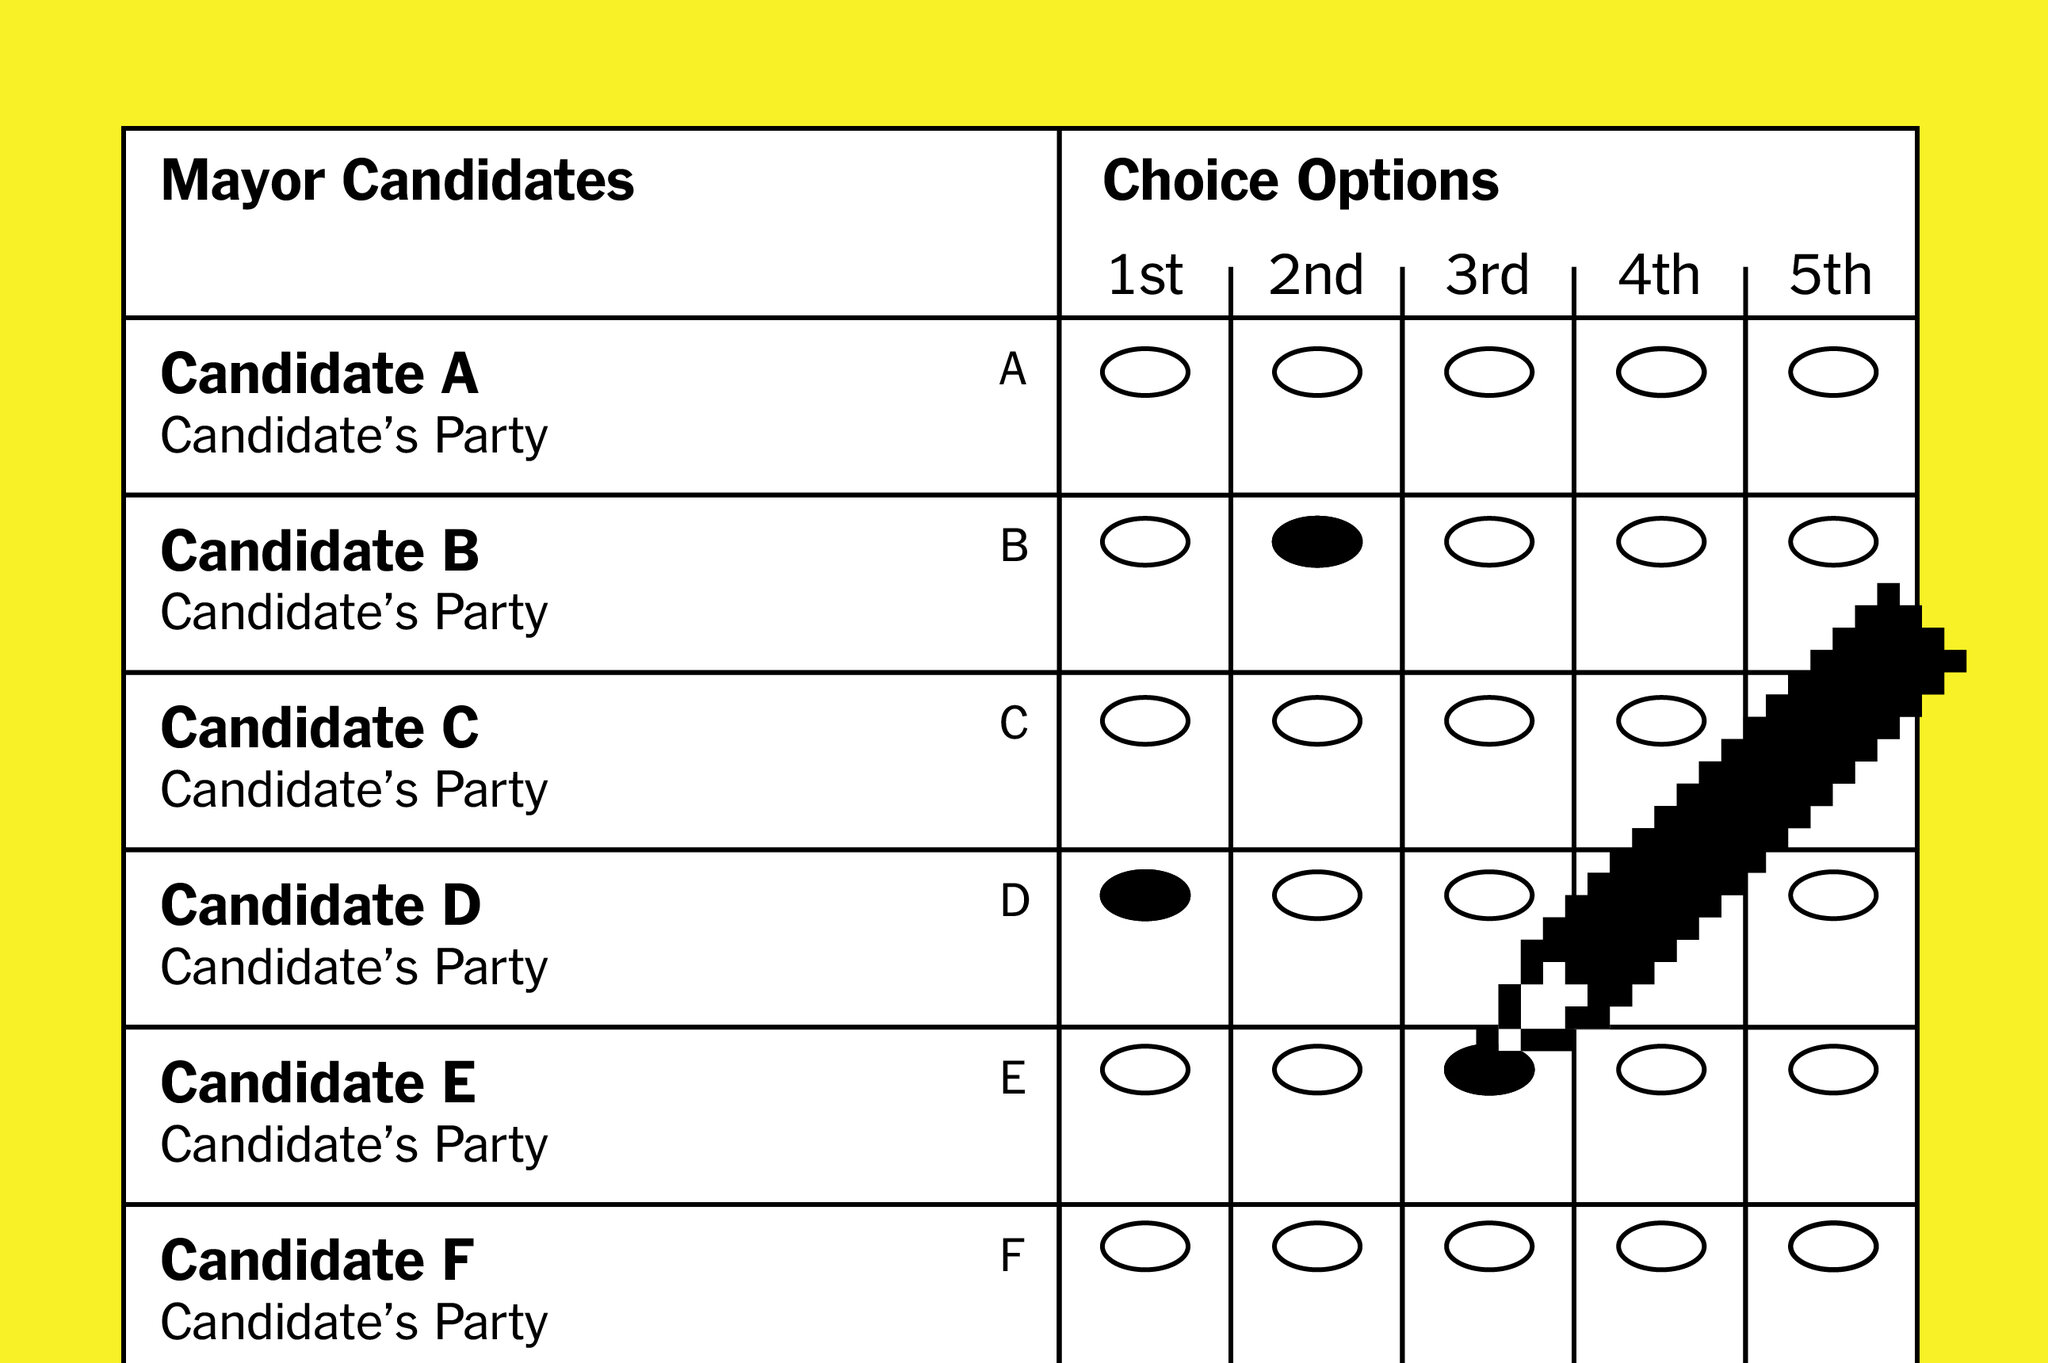 Mayor Candidates
Choice Options
1st 2nd 3rd 4th 5th
Candidate A A
Candidate’s Party
Candidate B B
Candidate’s Party
Candidate C C
Candidate’s Party
Candidate D D
Candidate’s Party
Candidate E E
Candidate’s Party
Candidate F F
Candidate’s Party